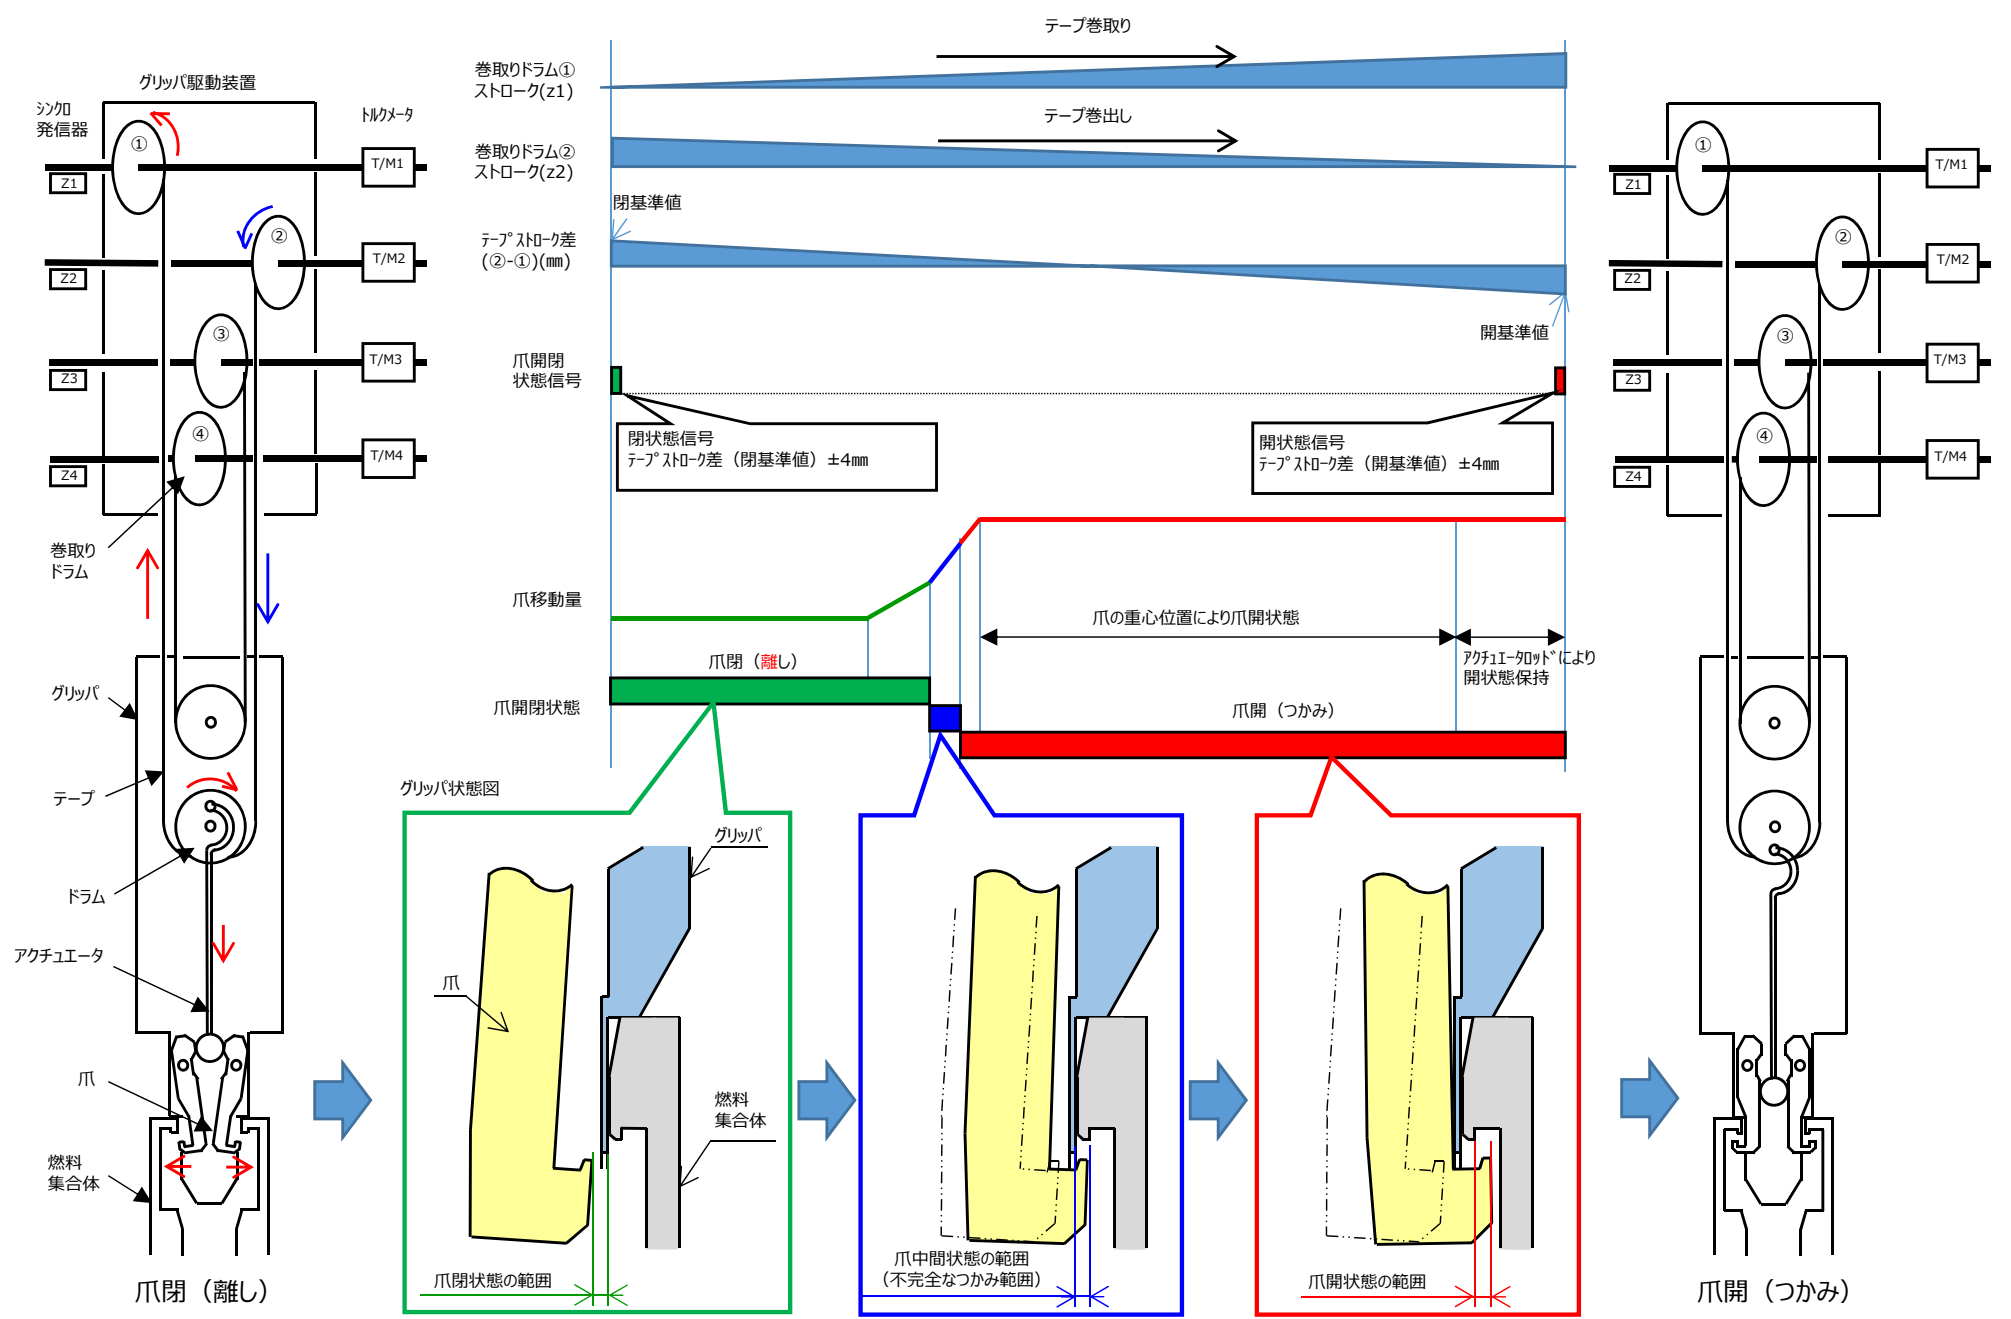 グリッパ駆動装置
シンクロ
発信器
トルクメータ
①
T/M1
Z1
②
T/M2
Z2
③
T/M3
Z3
④
T/M4
Z4
巻取り
ドラム
グリッパ
テープ
ドラム
アクチュエータ
爪
燃料
集合体
爪閉（離し）
テープ巻取り
巻取りドラム①
ストローク(z1)
テープ巻出し
巻取りドラム②
ストローク(z2)
閉基準値
テープストローク差
(②-①)(mm)
開基準値
爪開閉
状態信号
閉状態信号
テープストローク差（閉基準値）±4mm
開状態信号
テープストローク差（開基準値）±4mm
爪移動量
爪の重心位置により爪開状態
アクチュエータロッドにより
開状態保持
爪閉（離し）
爪開閉状態
爪開（つかみ）
グリッパ状態図
グリッパ
爪
燃料
集合体
爪閉状態の範囲
爪中間状態の範囲
（不完全なつかみ範囲）
爪開状態の範囲
①
T/M1
Z1
②
T/M2
Z2
③
T/M3
Z3
④
T/M4
Z4
爪開（つかみ）